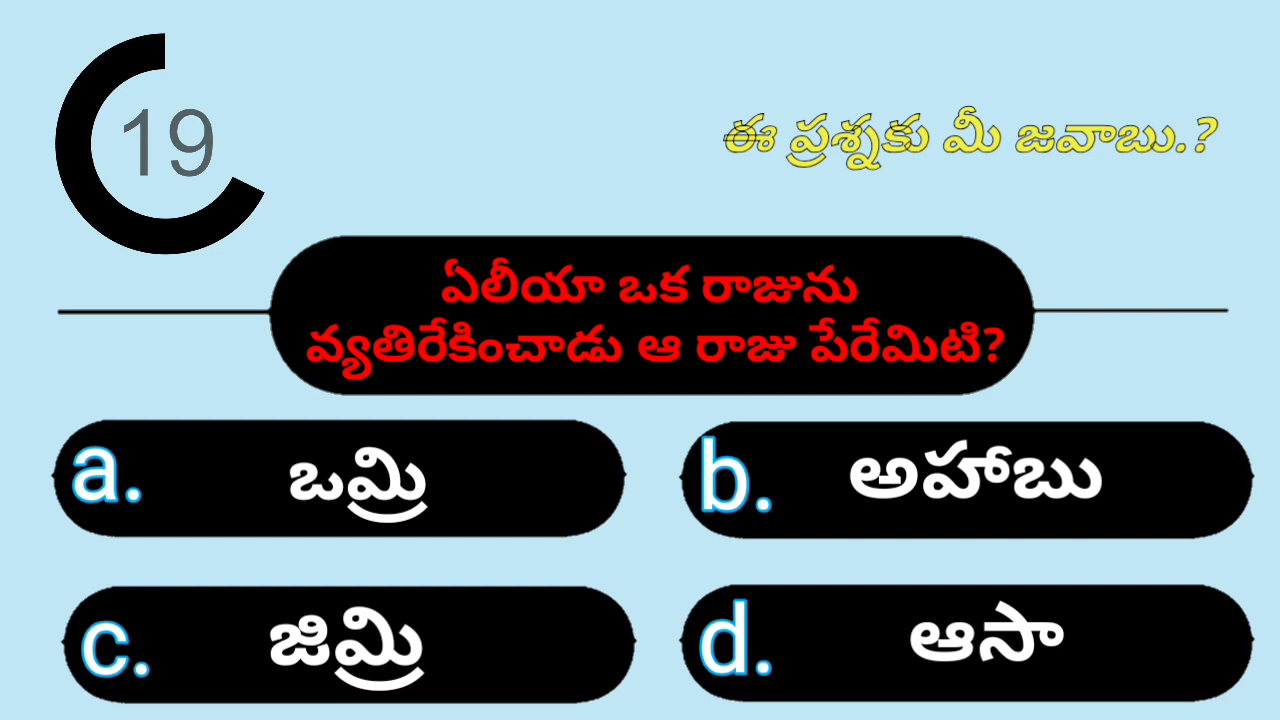 19
ఈ ప్రశ్నకు మీ జవాబు.?
ఏలీయా ఒక రాజును
వ్యతిరేకించాడు ఆ రాజు పేరేమిటి?
a. ఒమ్రి
b. అహాబు
c. జిమ్రి
d. ఆసా